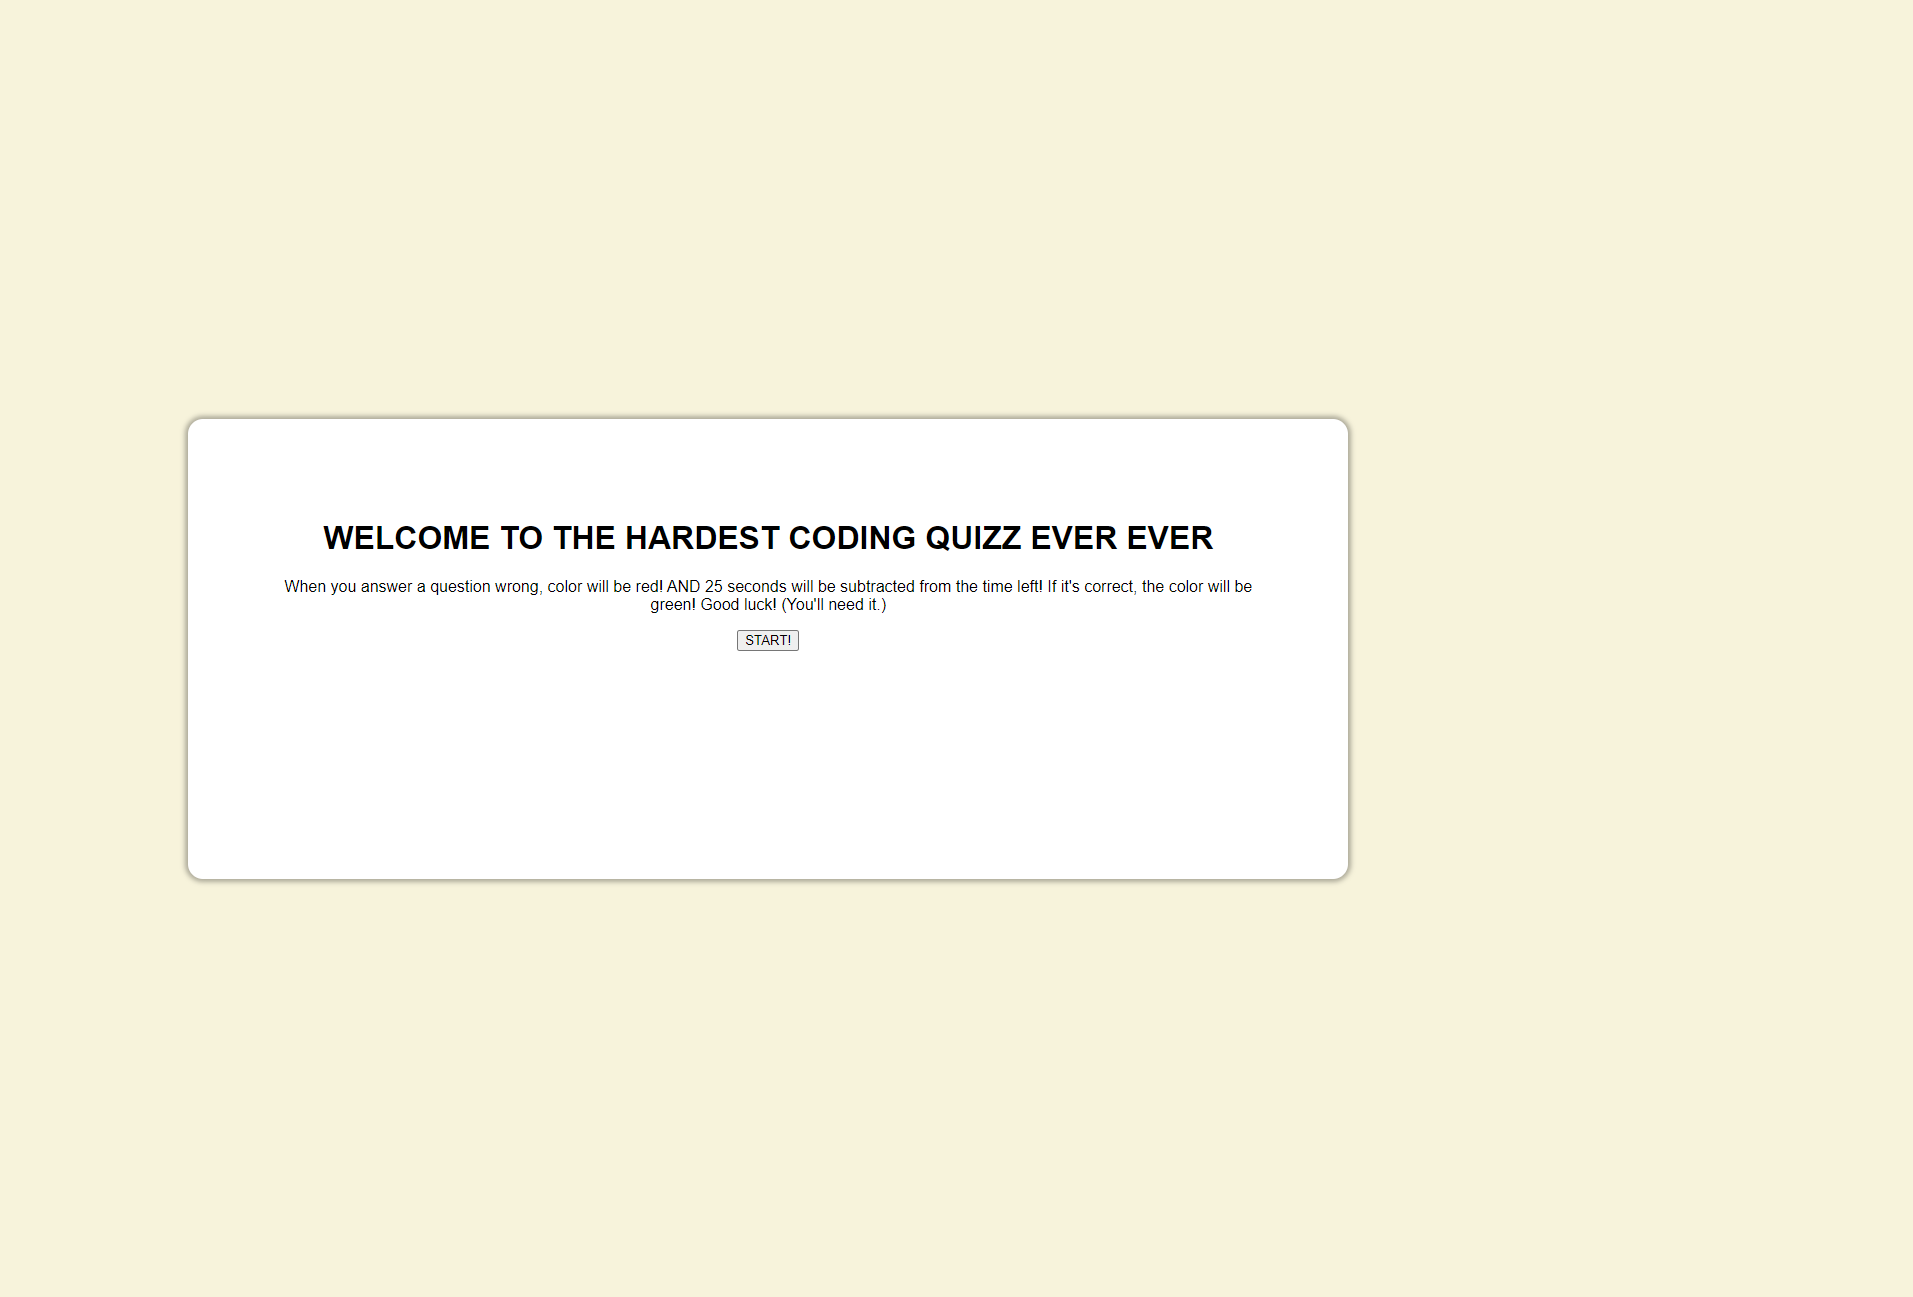 WELCOME TO THE HARDEST CODING QUIZZ EVER EVER
When you answer a question wrong, color will be red! AND 25 seconds will be subtracted from the time left! If it's correct, the color will be
green! Good luck! (You'll need it.)
START!